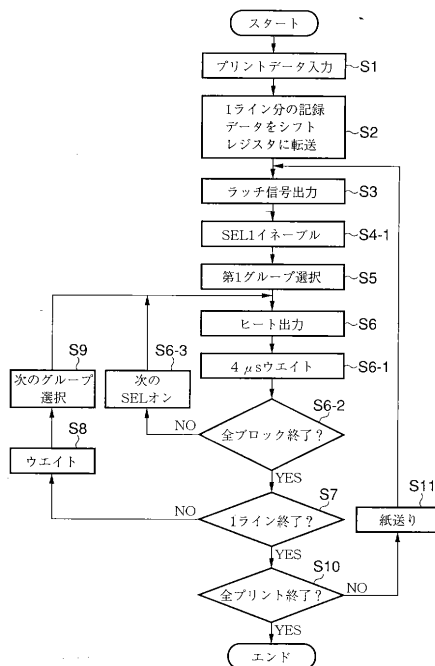 スタート
プリントデータ入力
S1
1ライン分の記録
データをシフト
レジスタに転送
S2
ラッチ信号出力
S3
SEL1イネーブル
S4-1
第1グループ選択
S5
ヒート出力
S6
4μsウエイト
S6-1
S9
次のグループ
選択
S6-3
次の
SELオン
S6-2
全ブロック終了?
NO
YES
S8
ウエイト
S7
1ライン終了?
NO
YES
S11
紙送り
S10
全プリント終了?
NO
YES
エンド